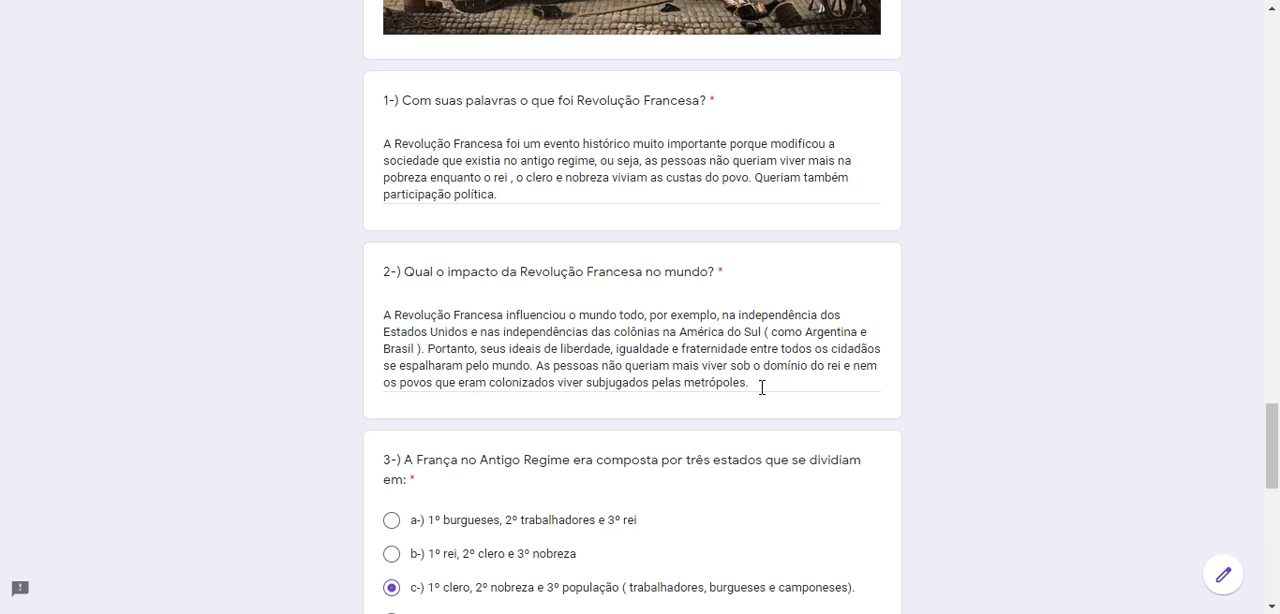 1-) Com suas palavras o que foi Revolução Francesa? *
A Revolução Francesa foi um evento histórico muito importante porque modificou a
sociedade que existia no antigo regime, ou seja, as pessoas não queriam viver mais na
pobreza enquanto o rei , o clero e nobreza viviam as custas do povo. Queriam também
participação política.
2-) Qual o impacto da Revolução Francesa no mundo? *
A Revolução Francesa influenciou o mundo todo, por exemplo, na independência dos
Estados Unidos e nas independências das colônias na América do Sul ( como Argentina e
Brasil ). Portanto, seus ideais de liberdade, igualdade e fraternidade entre todos os cidadãos
se espalharam pelo mundo. As pessoas não queriam mais viver sob o domínio do rei e nem
os povos que eram colonizados viver subjugados pelas metrópoles.
3-) A França no Antigo Regime era composta por três estados que se dividiam
em: *
a-) 1º burgueses, 2º trabalhadores e 3º rei
b-) 1º rei, 2º clero e 3º nobreza
c-) 1º clero, 2º nobreza e 3º população ( trabalhadores, burgueses e camponeses).